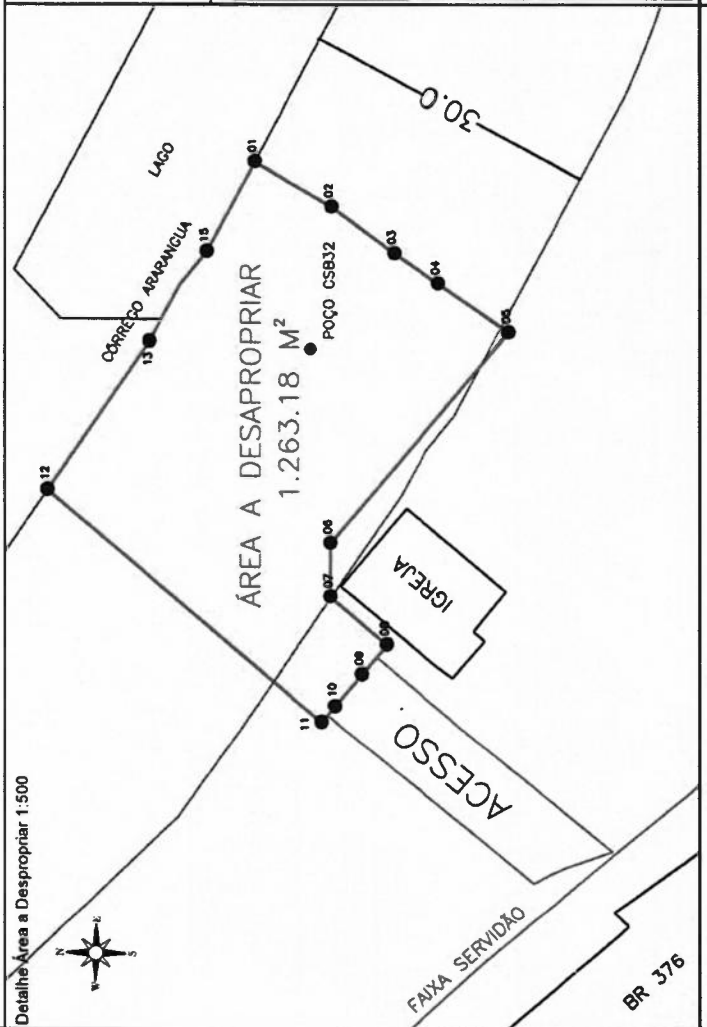 Detalhe Área a Despropriar 1:500
N
W
E
S
LAGO
CÓRREGO ARARANGUA
30.0
ÁREA A DESAPROPRIAR
1.263.18 M²
POÇO CSB32
01
02
03
04
05
06
07
08
09
10
11
12
13
15
IGREJA
ACESSO
FAIXA SERVIDÃO
BR 376